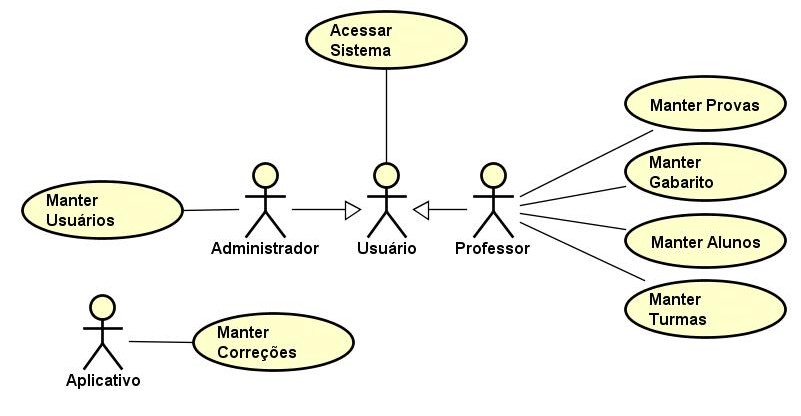 Acessar
Sistema
Manter Provas
Manter
Gabarito
Manter
Usuários
Administrador
Usuário
Professor
Manter Alunos
Manter
Turmas
Manter
Correções
Aplicativo